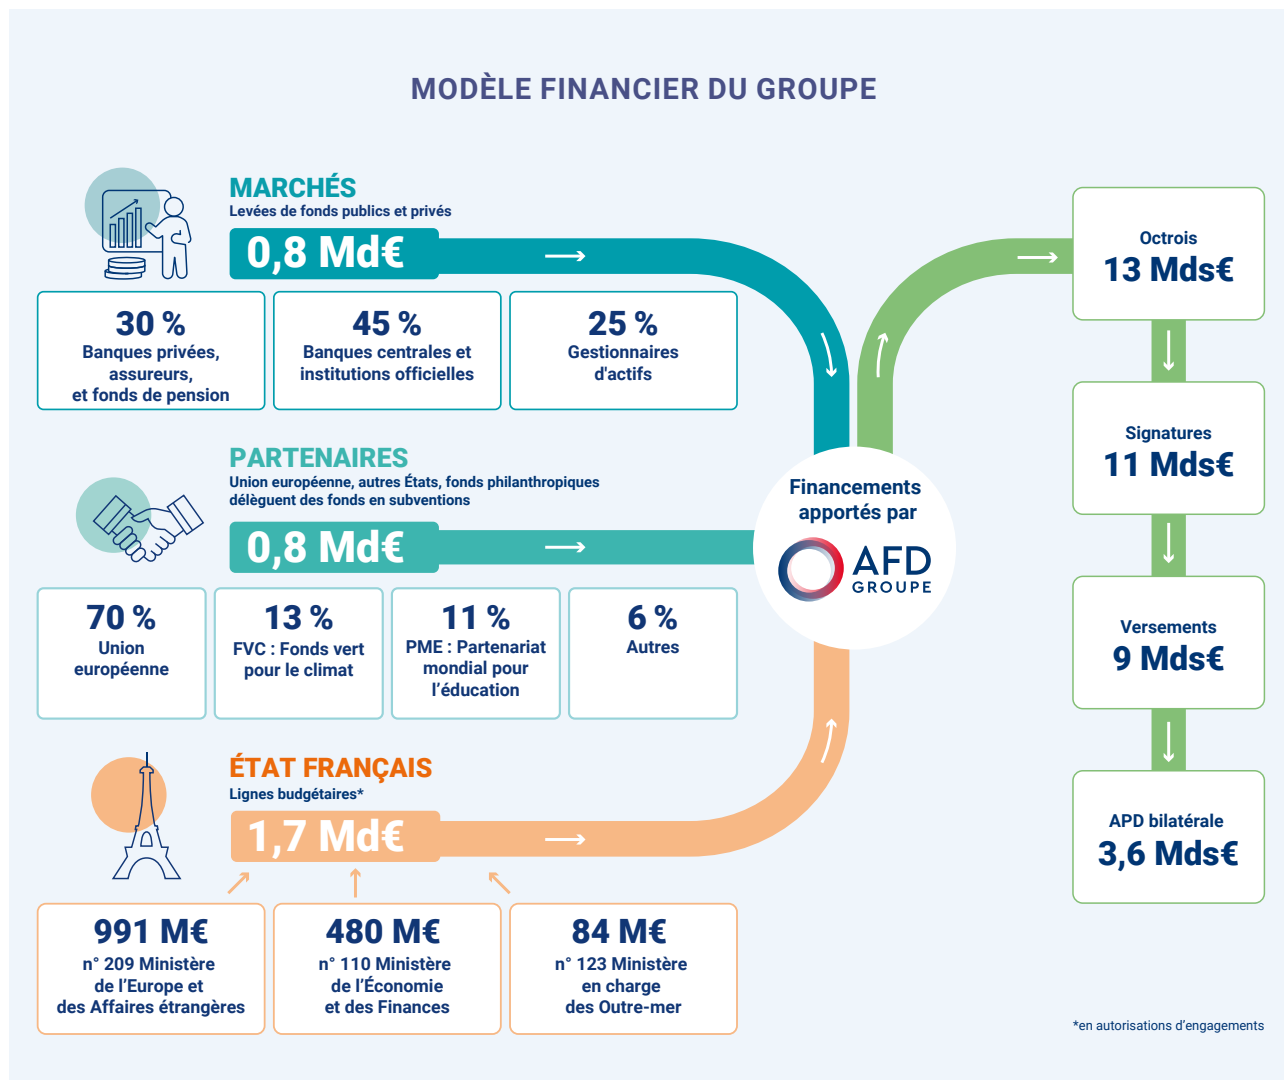 MODÈLE FINANCIER DU GROUPE
MARCHÉS
Levées de fonds publics et privés
0,8 Md€
30 %
Banques privées,
assureurs,
et fonds de pension
45 %
Banques centrales et
institutions officielles
25 %
Gestionnaires
d'actifs
PARTENAIRES
Union européenne, autres États, fonds philanthropiques
délèguent des fonds en subventions
0,8 Md€
70 %
Union
européenne
13 %
FVC : Fonds vert
pour le climat
11 %
PME : Partenariat
mondial pour
l’éducation
6 %
Autres
ÉTAT FRANÇAIS
Lignes budgétaires*
1,7 Md€
991 M€
n° 209 Ministère
de l’Europe et
des Affaires étrangères
480 M€
n° 110 Ministère
de l’Économie
et des Finances
84 M€
n° 123 Ministère
en charge
des Outre-mer
Financements
apportés par
AFD
GROUPE
Octrois
13 Mds€
Signatures
11 Mds€
Versements
9 Mds€
APD bilatérale
3,6 Mds€
*en autorisations d’engagements